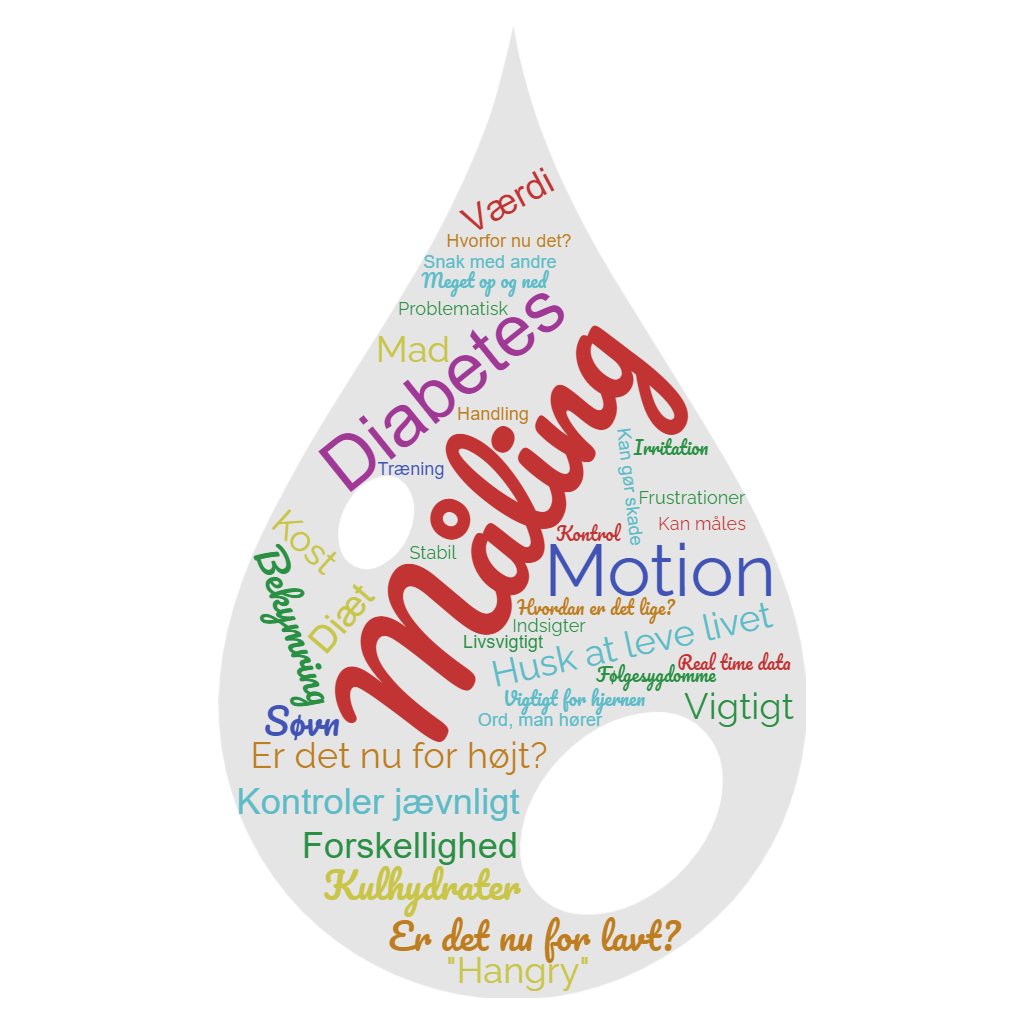 Værdi
Hvorfor nu det?
Snak med andre
Meget op og ned
Problematisk
Diabetes
Mad
Måling
Handling
Træning
Kan gør skade
Irritation
Frustrationer
Kan måles
Kost
Kontrol
Stabil
Motion
Bekymring
Diæt
Hvordan er det lige?
Indsigter
Livsvigtigt
Husk at leve livet
Real time data
Følgesygdomme
Vigtigt for hjernen
Vigtigt
Søvn
Ord, man hører
Er det nu for højt?
Kontroler jævnligt
Forskellighed
Kulhydrater
Er det nu for lavt?
"Hangry"